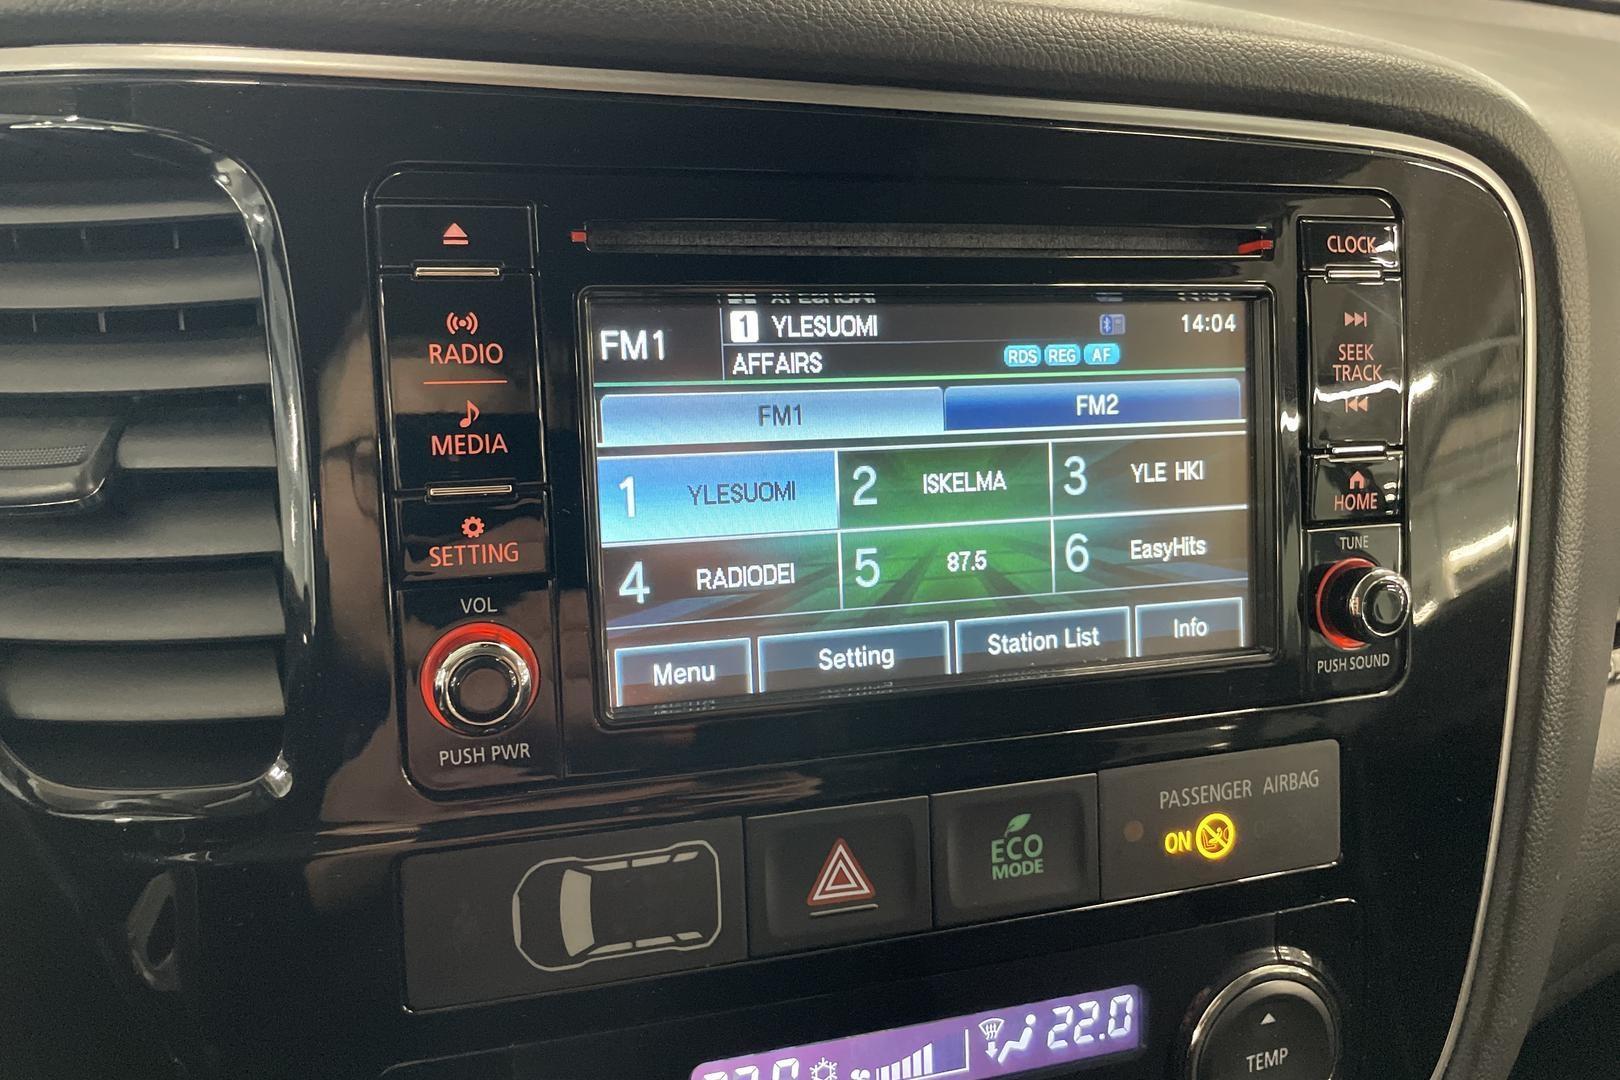 CLOCK
RADIO
MEDIA
SETTING
VOL
PUSH PWR
FM1
1 YLESUOMI
14:04
AFFAIRS
RDS REG AF
FM1 FM2
1 YLESUOMI 2 ISKELMA 3 YLE HKI
4 RADIODEI 5 87.5 6 EasyHits
Menu Setting Station List Info
SEEK
TRACK
HOME
TUNE
PUSH SOUND
ECO
MODE
PASSENGER AIRBAG
ON
22.0
TEMP